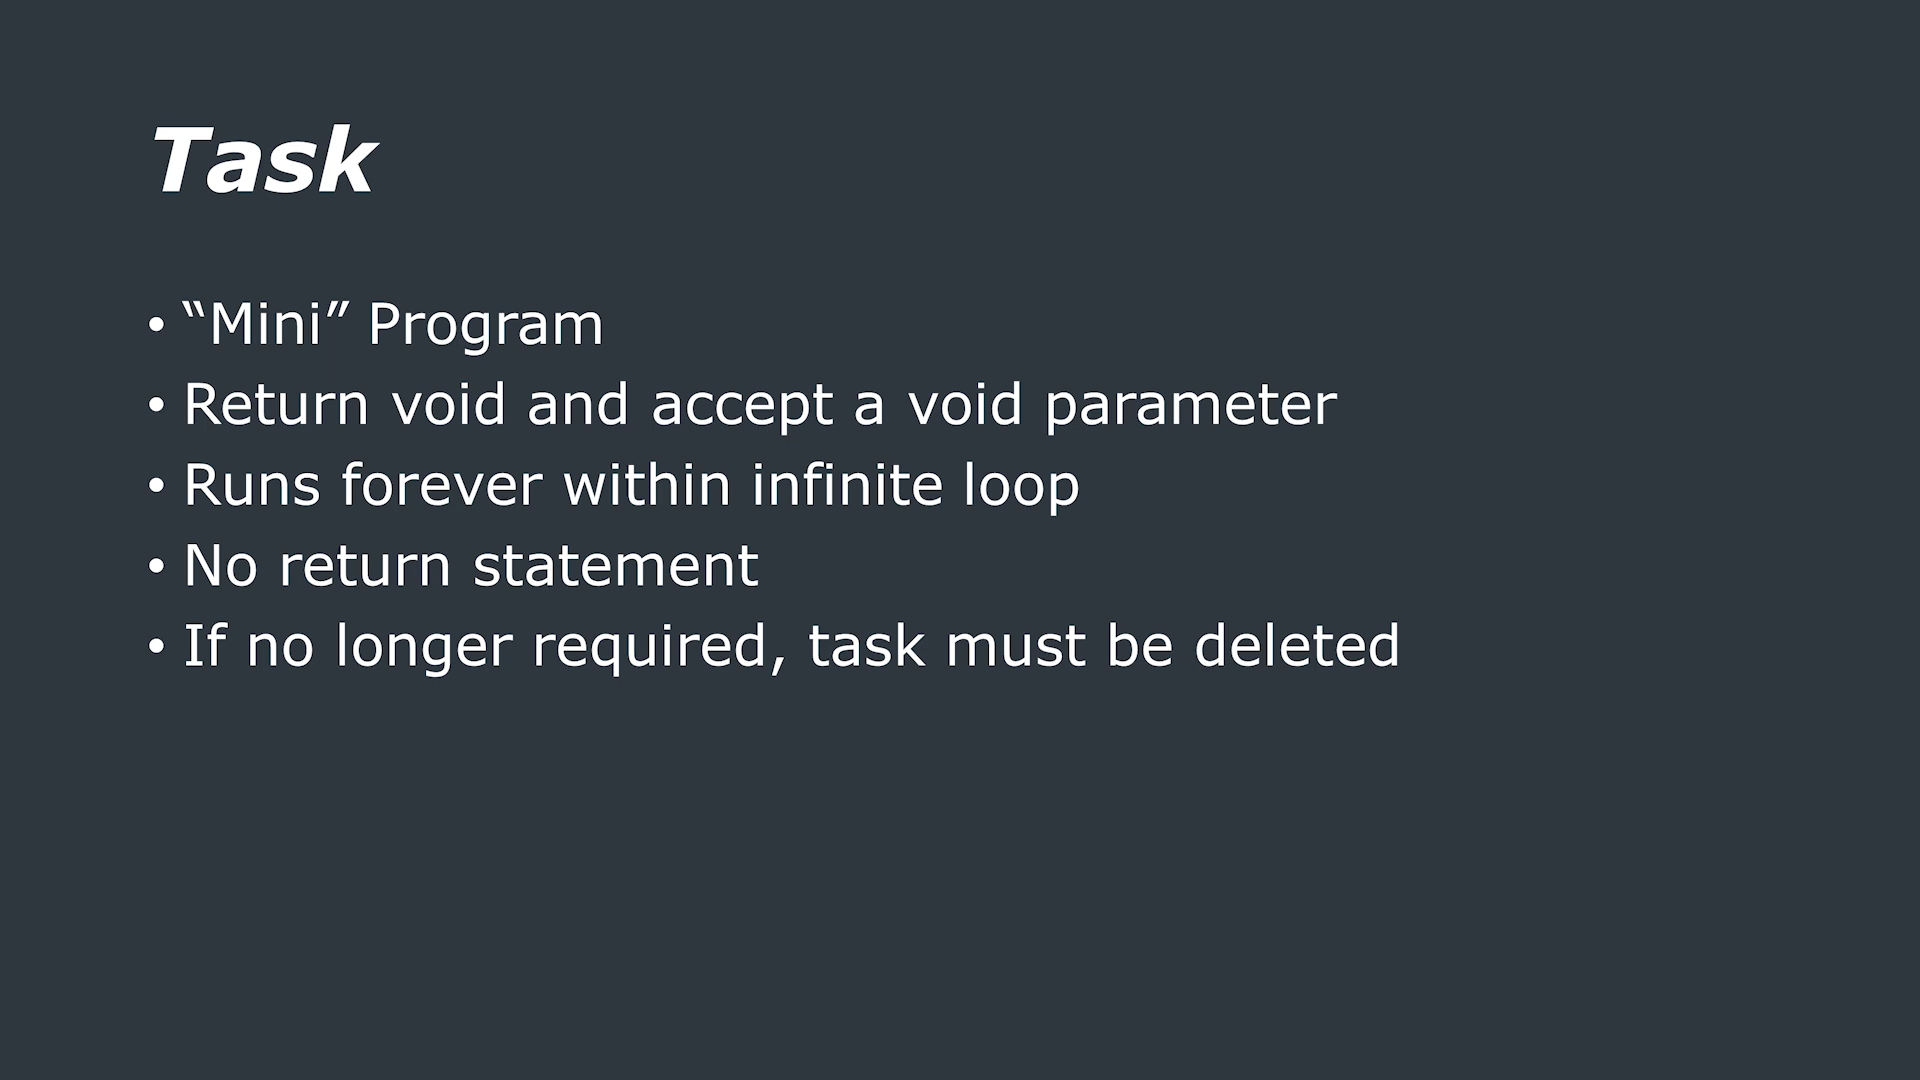 Task
• “Mini” Program
• Return void and accept a void parameter
• Runs forever within infinite loop
• No return statement
• If no longer required, task must be deleted